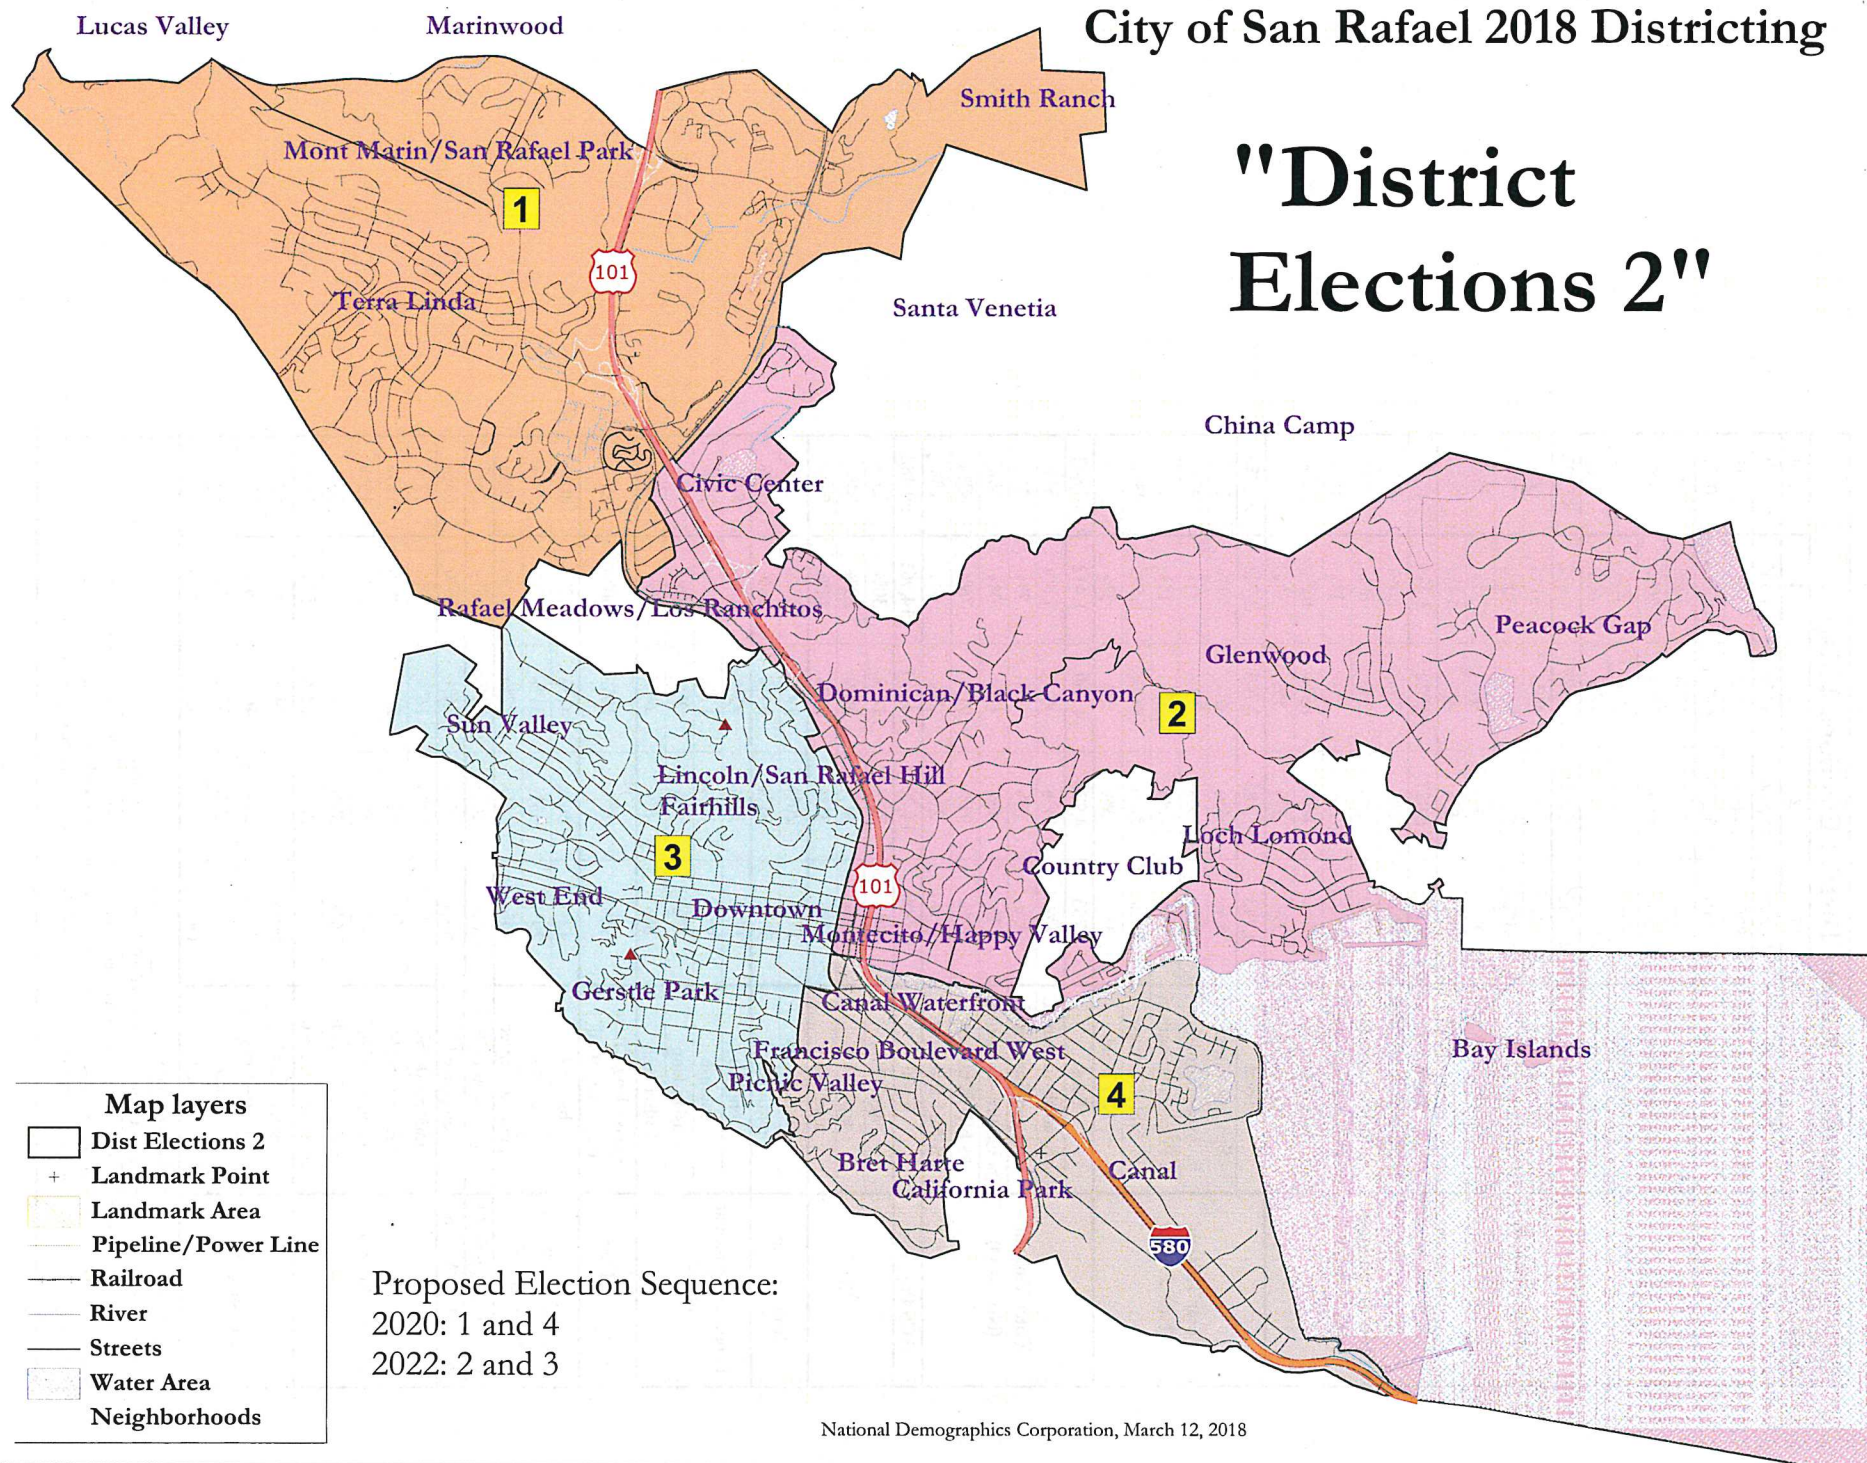 City of San Rafael 2018 Districting
"District
Elections 2"
Lucas Valley
Marinwood
Smith Ranch
Mont Marin/San Rafael Park
1
101
Terra Linda
Santa Venetia
China Camp
Civic Center
Rafael Meadows/Los Ranchitos
Peacock Gap
Glenwood
Dominican/Black Canyon
2
Sun Valley
Lincoln/San Rafael Hill
Fairhills
Loch Lomond
3
Country Club
101
West End
Downtown
Montecito/Happy Valley
Gerstle Park
Canal Waterfront
Francisco Boulevard West
Bay Islands
Picnic Valley
4
Bret Harte
Canal
California Park
580
Map layers
Dist Elections 2
Landmark Point
Landmark Area
Pipeline/Power Line
Railroad
River
Streets
Water Area
Neighborhoods
Proposed Election Sequence:
2020: 1 and 4
2022: 2 and 3
National Demographics Corporation, March 12, 2018